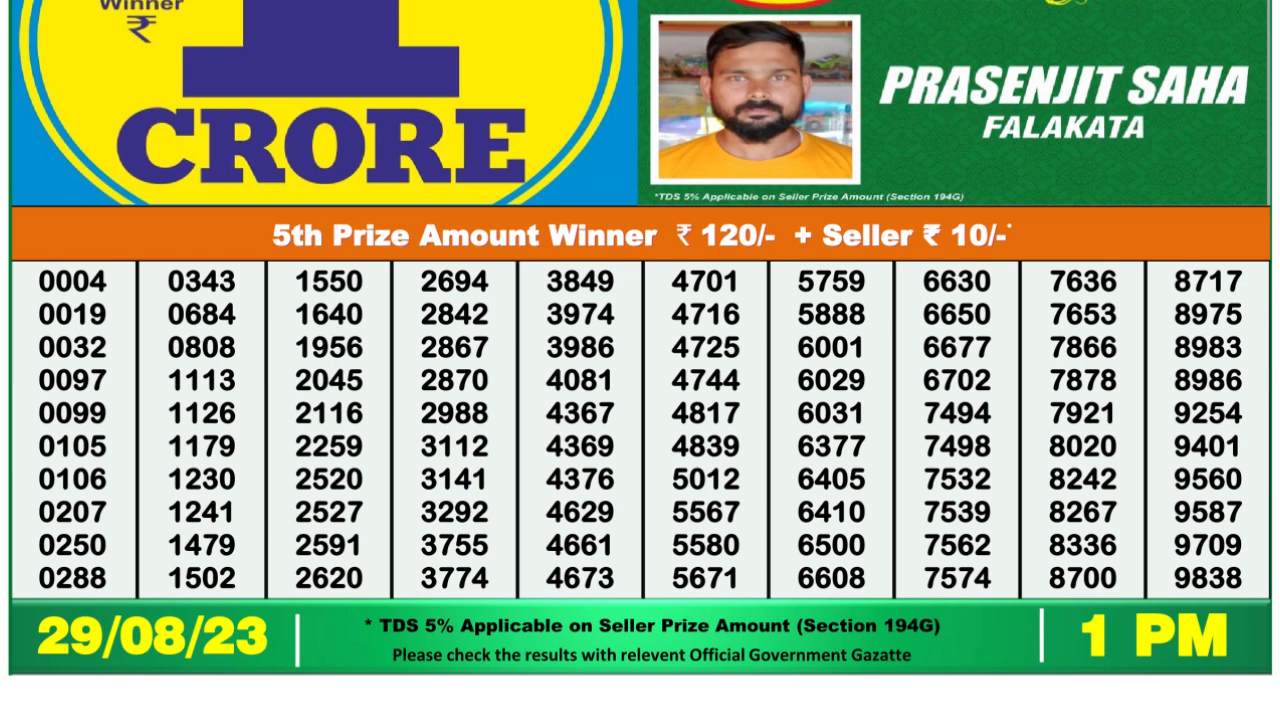 Winner
₹
1
CRORE
PRASENJIT SAHA
FALAKATA
*TDS 5% Applicable on Seller Prize Amount (Section 194G)
5th Prize Amount Winner ₹ 120/- + Seller ₹ 10/-*
0004 0343 1550 2694 3849 4701 5759 6630 7636 8717
0019 0684 1640 2842 3974 4716 5888 6650 7653 8975
0032 0808 1956 2867 3986 4725 6001 6677 7866 8983
0097 1113 2045 2870 4081 4744 6029 6702 7878 8986
0099 1126 2116 2988 4367 4817 6031 7494 7921 9254
0105 1179 2259 3112 4369 4839 6377 7498 8020 9401
0106 1230 2520 3141 4376 5012 6405 7532 8242 9560
0207 1241 2527 3292 4629 5567 6410 7539 8267 9587
0250 1479 2591 3755 4661 5580 6500 7562 8336 9709
0288 1502 2620 3774 4673 5671 6608 7574 8700 9838
29/08/23
* TDS 5% Applicable on Seller Prize Amount (Section 194G)
Please check the results with relevent Official Government Gazatte
1 PM